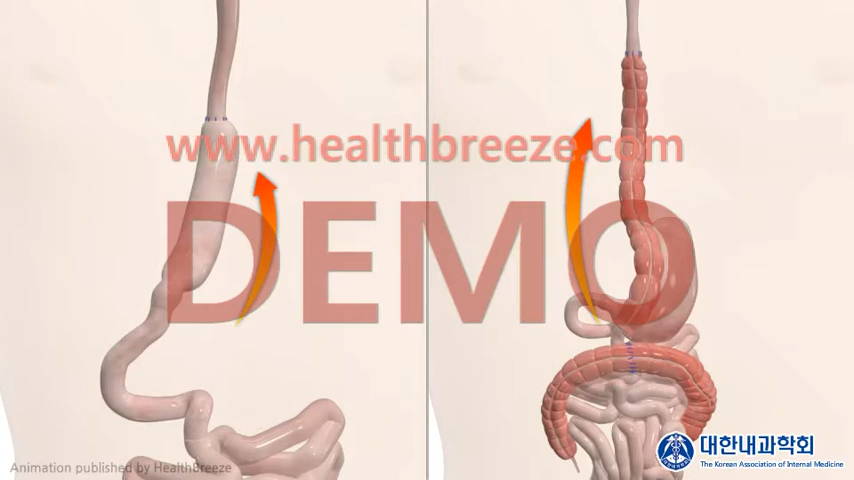 www.healthbreeze.com
DEMO
Animation published by HealthBreeze
대한내과학회
The Korean Association of Internal Medicine